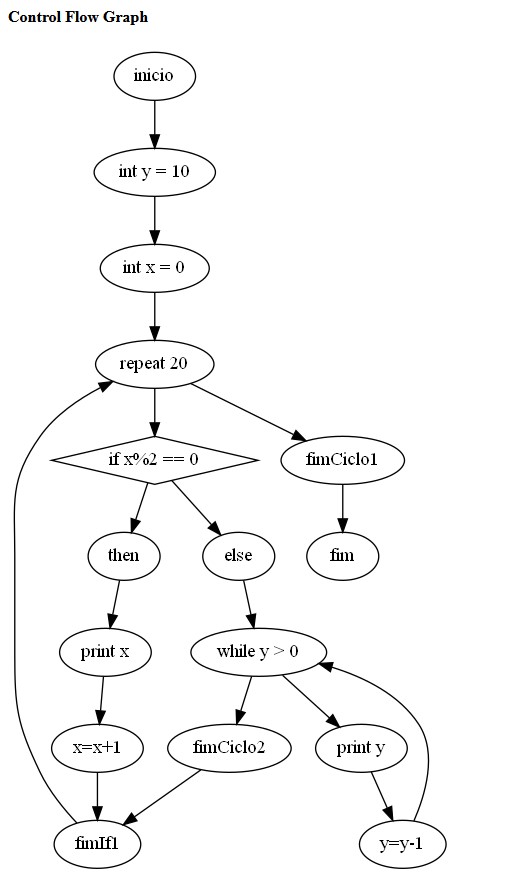 Control Flow Graph
inicio
int y = 10
int x = 0
repeat 20
if x%2 == 0
fimCiclo1
then
else
fim
print x
while y > 0
x=x+1
fimCiclo2
print y
fimIf1
y=y-1